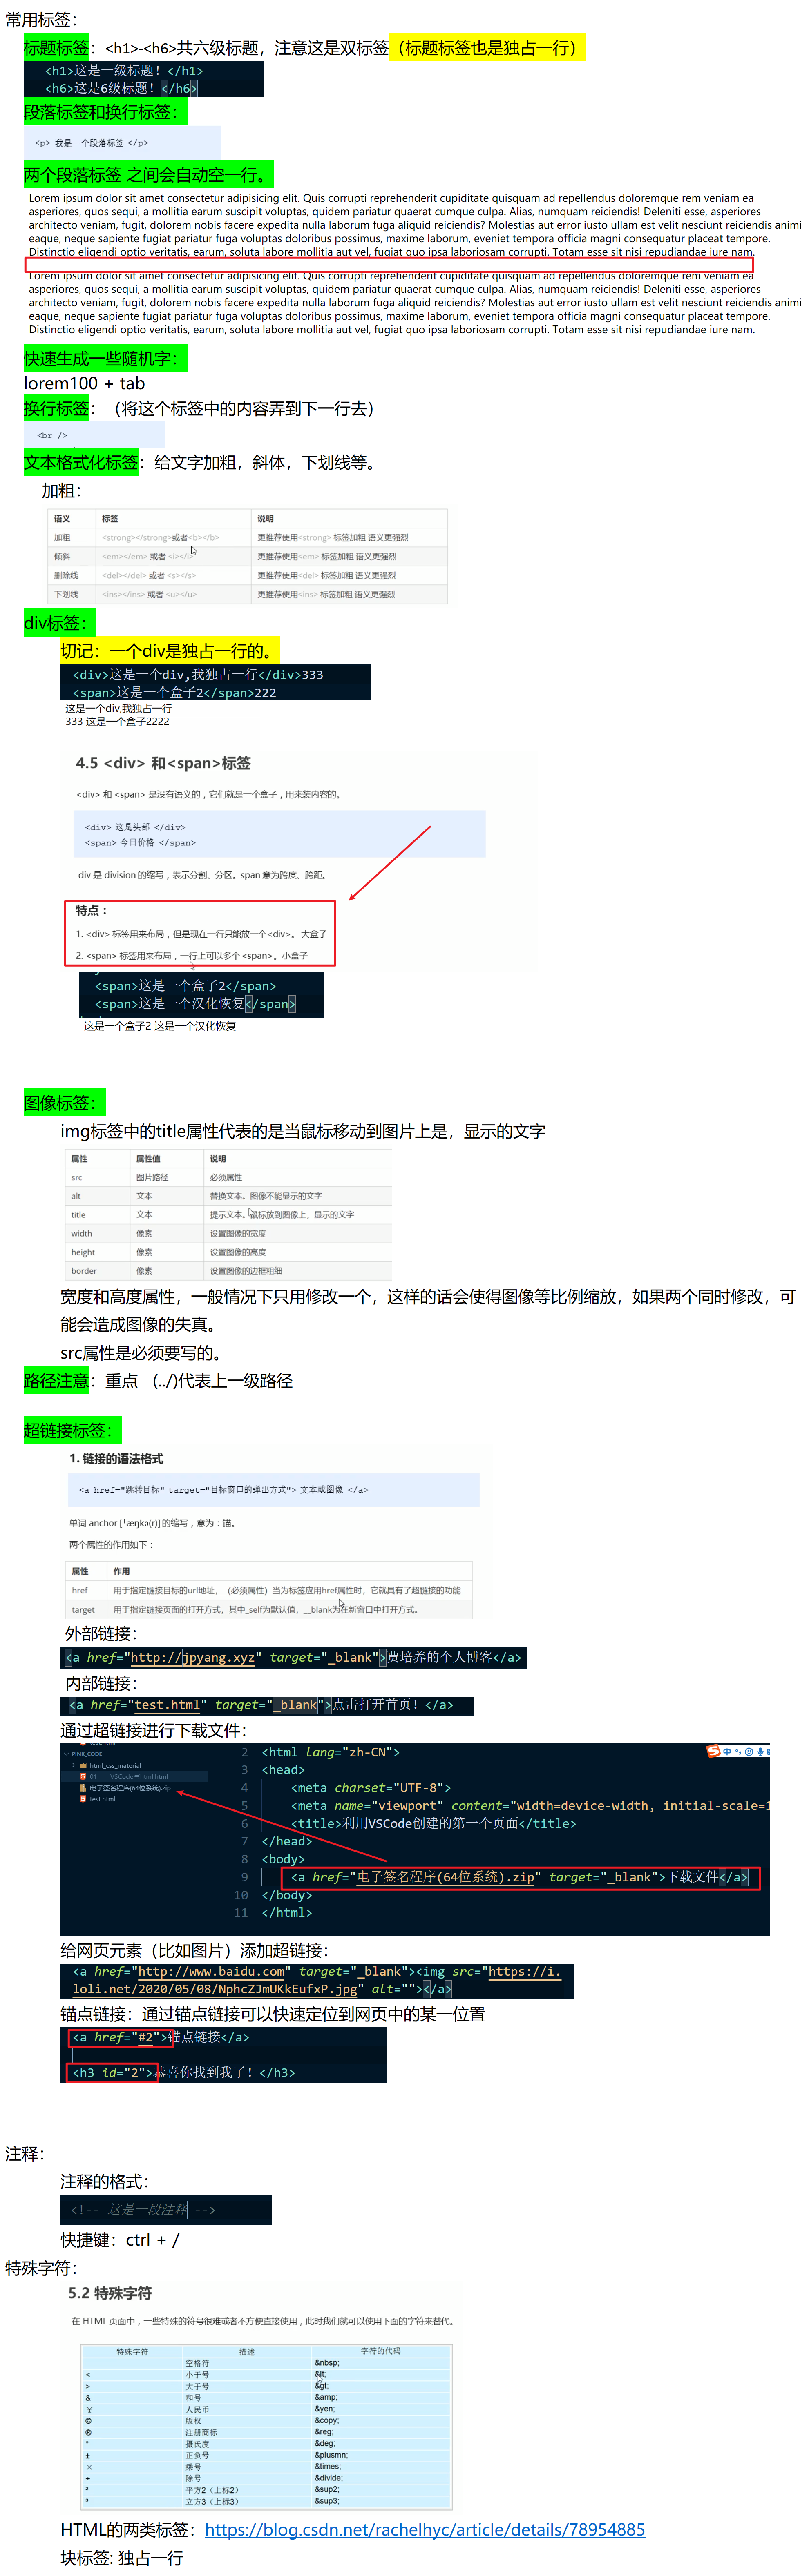 常用标签：
标题标签：<h1>-<h6>共六级标题，注意这是双标签（标题标签也是独占一行）
<h1>这是一级标题！</h1>
<h6>这是6级标题！</h6>
段落标签和换行标签：
<p> 我是一个段落标签 </p>
两个段落标签 之间会自动空一行。
Lorem ipsum dolor sit amet consectetur adipisicing elit. Quis corrupti reprehenderit cupiditate quisquam ad repellendus doloremque rem veniam ea
asperiores, quos sequi, a mollitia earum suscipit voluptas, quidem pariatur quaerat cumque culpa. Alias, numquam reiciendis! Deleniti esse, asperiores
architecto veniam, fugit, dolorem nobis facere expedita nulla laborum fuga aliquid reiciendis? Molestias aut error iusto ullam est velit nesciunt reiciendis animi
eaque, neque sapiente fugiat pariatur fuga voluptas doloribus possimus, maxime laborum, eveniet tempora officia magni consequatur placeat tempore.
Distinctio eligendi optio veritatis, earum, soluta labore mollitia aut vel, fugiat quo ipsa laboriosam corrupti. Totam esse sit nisi repudiandae iure nam.
Lorem ipsum dolor sit amet consectetur adipisicing elit. Quis corrupti reprehenderit cupiditate quisquam ad repellendus doloremque rem veniam ea
asperiores, quos sequi, a mollitia earum suscipit voluptas, quidem pariatur quaerat cumque culpa. Alias, numquam reiciendis! Deleniti esse, asperiores
architecto veniam, fugit, dolorem nobis facere expedita nulla laborum fuga aliquid reiciendis? Molestias aut error iusto ullam est velit nesciunt reiciendis animi
eaque, neque sapiente fugiat pariatur fuga voluptas doloribus possimus, maxime laborum, eveniet tempora officia magni consequatur placeat tempore.
Distinctio eligendi optio veritatis, earum, soluta labore mollitia aut vel, fugiat quo ipsa laboriosam corrupti. Totam esse sit nisi repudiandae iure nam.
快速生成一些随机字：
lorem100 + tab
换行标签：（将这个标签中的内容弄到下一行去）
<br />
文本格式化标签：给文字加粗，斜体，下划线等。
加粗：
语义 标签 说明
加粗 <strong></strong>或者<b></b> 更推荐使用<strong> 标签加粗 语义更强烈
倾斜 <em></em> 或者 <i></i> 更推荐使用<em> 标签加粗 语义更强烈
删除线 <del></del> 或者 <s></s> 更推荐使用<del> 标签加粗 语义更强烈
下划线 <ins></ins> 或者 <u></u> 更推荐使用<ins> 标签加粗 语义更强烈
div标签：
切记：一个div是独占一行的。
<div>这是一个div,我独占一行</div>333
<span>这是一个盒子2</span>222
这是一个div,我独占一行
333 这是一个盒子2222
4.5 <div> 和<span>标签
<div> 和 <span> 是没有语义的，它们就是一个盒子，用来装内容的。
<div> 这是头部 </div>
<span> 今日价格 </span>
div 是 division 的缩写，表示分割、分区。span 意为跨度、跨距。
特点：
1. <div> 标签用来布局，但是现在一行只能放一个<div>。 大盒子
2. <span> 标签用来布局，一行上可以多个 <span>。小盒子
<span>这是一个盒子2</span>
<span>这是一个汉化恢复</span>
这是一个盒子2 这是一个汉化恢复
图像标签：
img标签中的title属性代表的是当鼠标移动到图片上是，显示的文字
属性 属性值 说明
src 图片路径 必须属性
alt 文本 替换文本。图像不能显示的文字
title 文本 提示文本。鼠标放到图像上，显示的文字
width 像素 设置图像的宽度
height 像素 设置图像的高度
border 像素 设置图像的边框粗细
宽度和高度属性，一般情况下只用修改一个，这样的话会使得图像等比例缩放，如果两个同时修改，可
能会造成图像的失真。
src属性是必须要写的。
路径注意：重点 (../)代表上一级路径
超链接标签：
1. 链接的语法格式
<a href="跳转目标" target="目标窗口的弹出方式"> 文本或图像 </a>
单词 anchor [ˈæŋkə(r)] 的缩写，意为：锚。
两个属性的作用如下：
属性 作用
href 用于指定链接目标的url地址，（必须属性）当为标签应用href属性时，它就具有了超链接的功能
target 用于指定链接页面的打开方式，其中_self为默认值，__blank为在新窗口中打开方式。
外部链接：
<a href="http://jpyang.xyz" target="_blank">贾培养的个人博客</a>
内部链接：
<a href="test.html" target="_blank">点击打开首页！</a>
通过超链接进行下载文件：
PINK_CODE
html_css_material
01——VSCode写html.html
电子签名程序(64位系统).zip
test.html
2 <html lang="zh-CN">
中
3 <head>
4 <meta charset="UTF-8">
5 <meta name="viewport" content="width=device-width, initial-scale=1
6 <title>利用VSCode创建的第一个页面</title>
7 </head>
8 <body>
9 <a href="电子签名程序(64位系统).zip" target="_blank">下载文件</a>
10 </body>
11 </html>
给网页元素（比如图片）添加超链接：
<a href="http://www.baidu.com" target="_blank"><img src="https://i.
loli.net/2020/05/08/NphcZJmUKkEufxP.jpg" alt=""></a>
锚点链接：通过锚点链接可以快速定位到网页中的某一位置
<a href="#2">锚点链接</a>
<h3 id="2">恭喜你找到我了！</h3>
注释：
注释的格式：
<!-- 这是一段注释 -->
快捷键：ctrl + /
特殊字符：
5.2 特殊字符
在 HTML 页面中，一些特殊的符号很难或者不方便直接使用，此时我们就可以使用下面的字符来替代。
特殊字符 描述 字符的代码
空格符 &nbsp;
< 小于号 &lt;
> 大于号 &gt;
& 和号 &amp;
￥ 人民币 &yen;
© 版权 &copy;
® 注册商标 &reg;
° 摄氏度 &deg;
± 正负号 &plusmn;
× 乘号 &times;
÷ 除号 &divide;
² 平方2（上标2） &sup2;
³ 立方3（上标3） &sup3;
HTML的两类标签：https://blog.csdn.net/rachelhyc/article/details/78954885
块标签: 独占一行